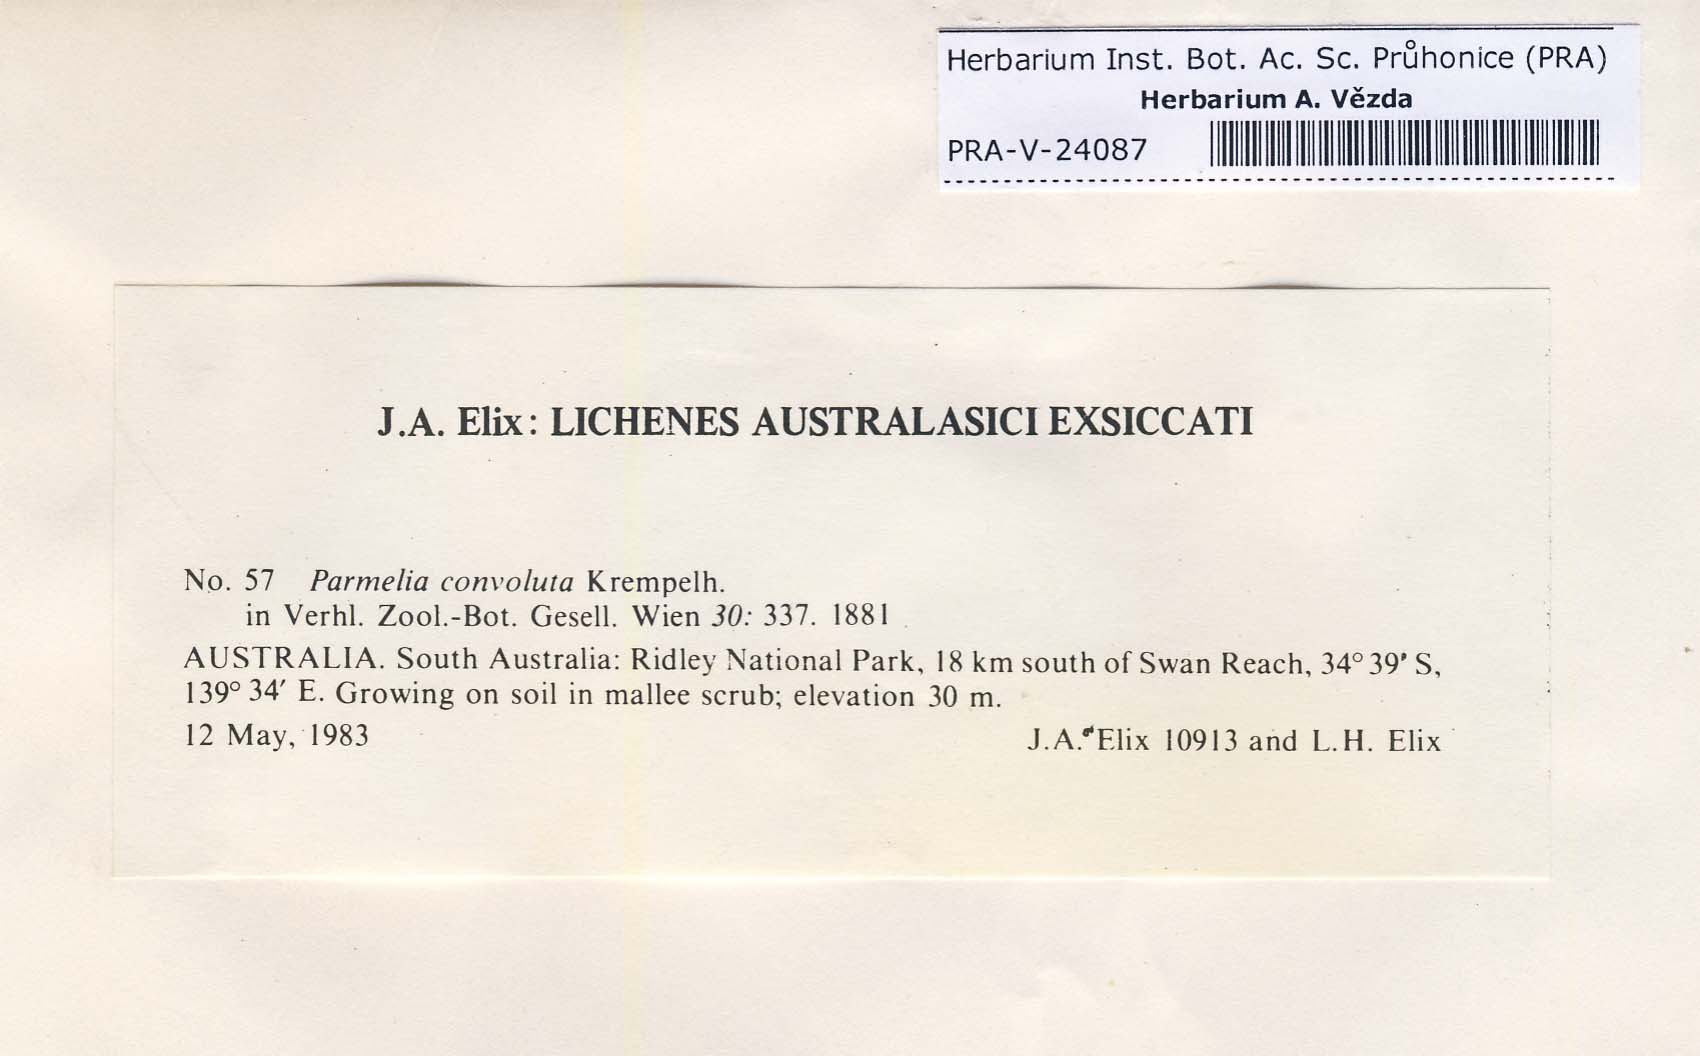 Herbarium Inst. Bot. Ac. Sc. Průhonice (PRA)
Herbarium A. Vězda
PRA-V-24087
J.A. Elix: LICHENES AUSTRALASICI EXSICCATI
No. 57 Parmelia convoluta Krempelh.
in Verhl. Zool.-Bot. Gesell. Wien 30: 337. 1881
AUSTRALIA. South Australia: Ridley National Park, 18 km south of Swan Reach, 34° 39' S,
139° 34' E. Growing on soil in mallee scrub; elevation 30 m.
12 May, 1983
J.A. Elix 10913 and L.H. Elix